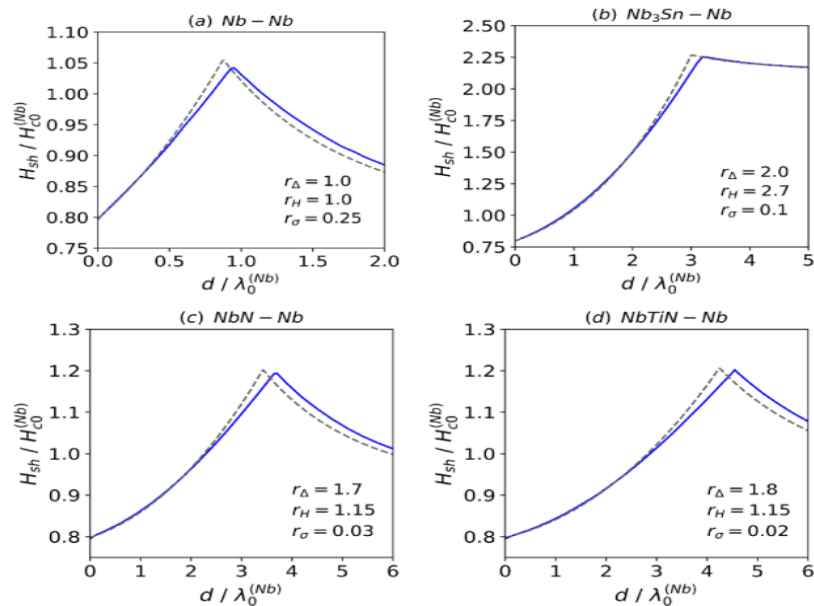 (a) Nb − Nb
1.10
1.05
1.00
0.95
0.90
0.85
0.80
0.75
H_sh / H_c0^(Nb)
r_Δ = 1.0
r_H = 1.0
r_σ = 0.25
0.0 0.5 1.0 1.5 2.0
d / λ_0^(Nb)
(b) Nb₃Sn − Nb
2.50
2.25
2.00
1.75
1.50
1.25
1.00
0.75
H_sh / H_c0^(Nb)
r_Δ = 2.0
r_H = 2.7
r_σ = 0.1
0 1 2 3 4 5
d / λ_0^(Nb)
(c) NbN − Nb
1.3
1.2
1.1
1.0
0.9
0.8
H_sh / H_c0^(Nb)
r_Δ = 1.7
r_H = 1.15
r_σ = 0.03
0 1 2 3 4 5 6
d / λ_0^(Nb)
(d) NbTiN − Nb
1.3
1.2
1.1
1.0
0.9
0.8
H_sh / H_c0^(Nb)
r_Δ = 1.8
r_H = 1.15
r_σ = 0.02
0 1 2 3 4 5 6
d / λ_0^(Nb)